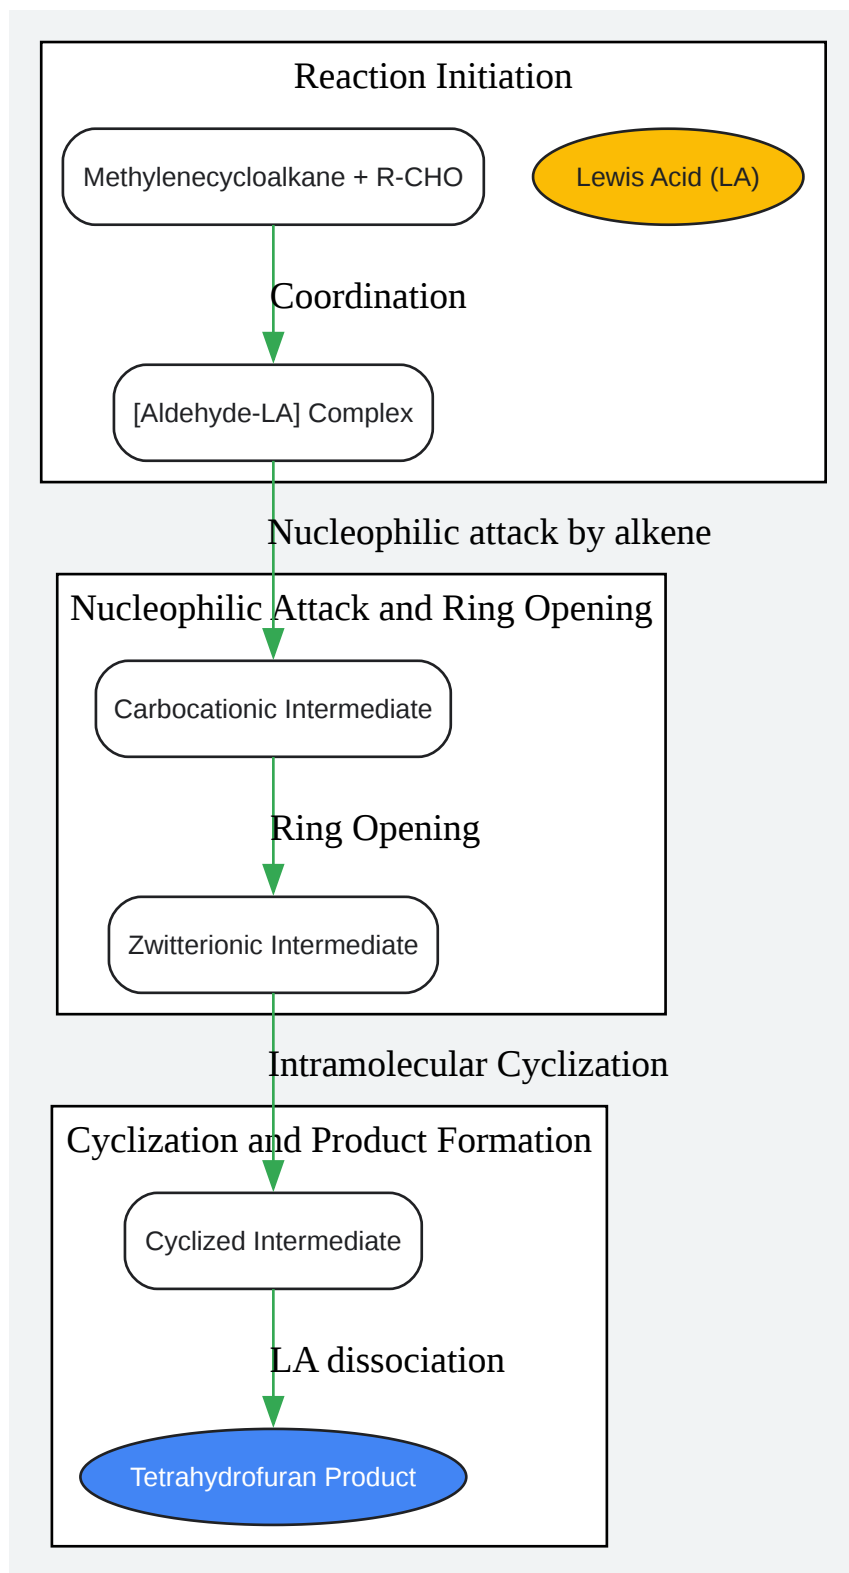 Reaction Initiation
Methylenecycloalkane + R-CHO
Lewis Acid (LA)
Coordination
[Aldehyde-LA] Complex
Nucleophilic attack by alkene
Nucleophilic Attack and Ring Opening
Carbocationic Intermediate
Ring Opening
Zwitterionic Intermediate
Intramolecular Cyclization
Cyclization and Product Formation
Cyclized Intermediate
LA dissociation
Tetrahydrofuran Product